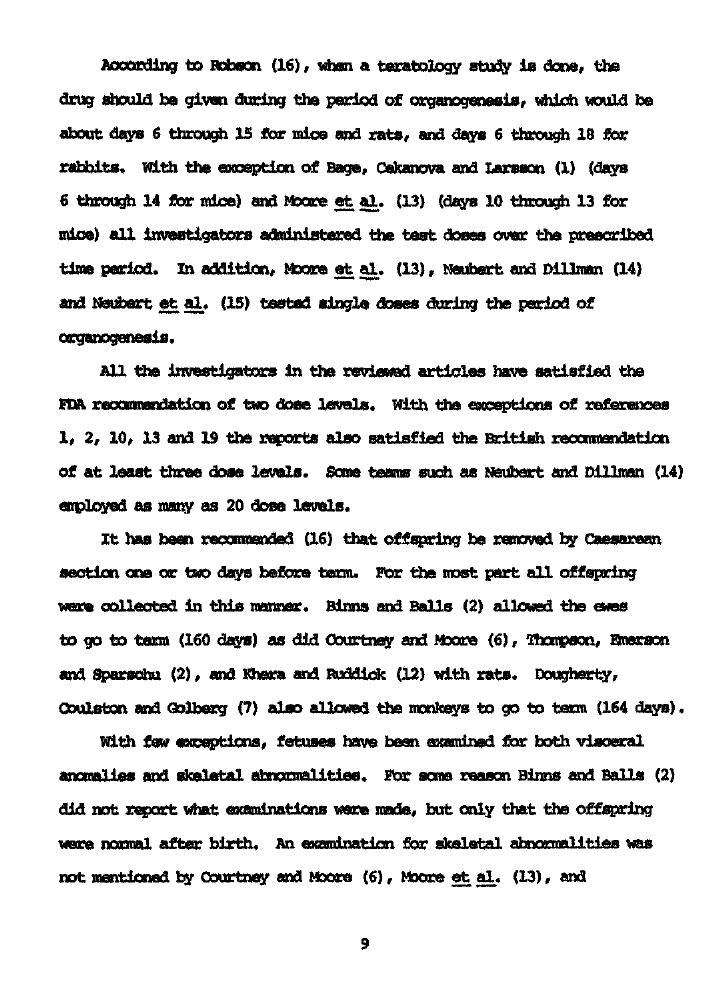 According to Robson (16), when a teratology study is done, the
drug should be given during the period of organogenesis, which would be
about days 6 through 15 for mice and rats, and days 6 through 18 for
rabbits. With the exception of Bage, Cekanova and Larsson (1) (days
6 through 14 for mice) and Moore et al. (13) (days 10 through 13 for
mice) all investigators administered the test doses over the prescribed
time period. In addition, Moore et al. (13), Neubert and Dillman (14)
and Neubert et al. (15) tested single doses during the period of
organogenesis.
All the investigators in the reviewed articles have satisfied the
FDA recommendation of two dose levels. With the exceptions of references
1, 2, 10, 13 and 19 the reports also satisfied the British recommendation
of at least three dose levels. Some teams such as Neubert and Dillman (14)
employed as many as 20 dose levels.
It has been recommended (16) that offspring be removed by Caesarean
section one or two days before term. For the most part all offspring
were collected in this manner. Binns and Balls (2) allowed the ewes
to go to term (160 days) as did Courtney and Moore (6), Thompson, Emerson
and Sparschu (2), and Khera and Ruddick (12) with rats. Dougherty,
Coulston and Golberg (7) also allowed the monkeys to go to term (164 days).
With few exceptions, fetuses have been examined for both visceral
anomalies and skeletal abnormalities. For some reason Binns and Balls (2)
did not report what examinations were made, but only that the offspring
were normal after birth. An examination for skeletal abnormalities was
not mentioned by Courtney and Moore (6), Moore et al. (13), and
9